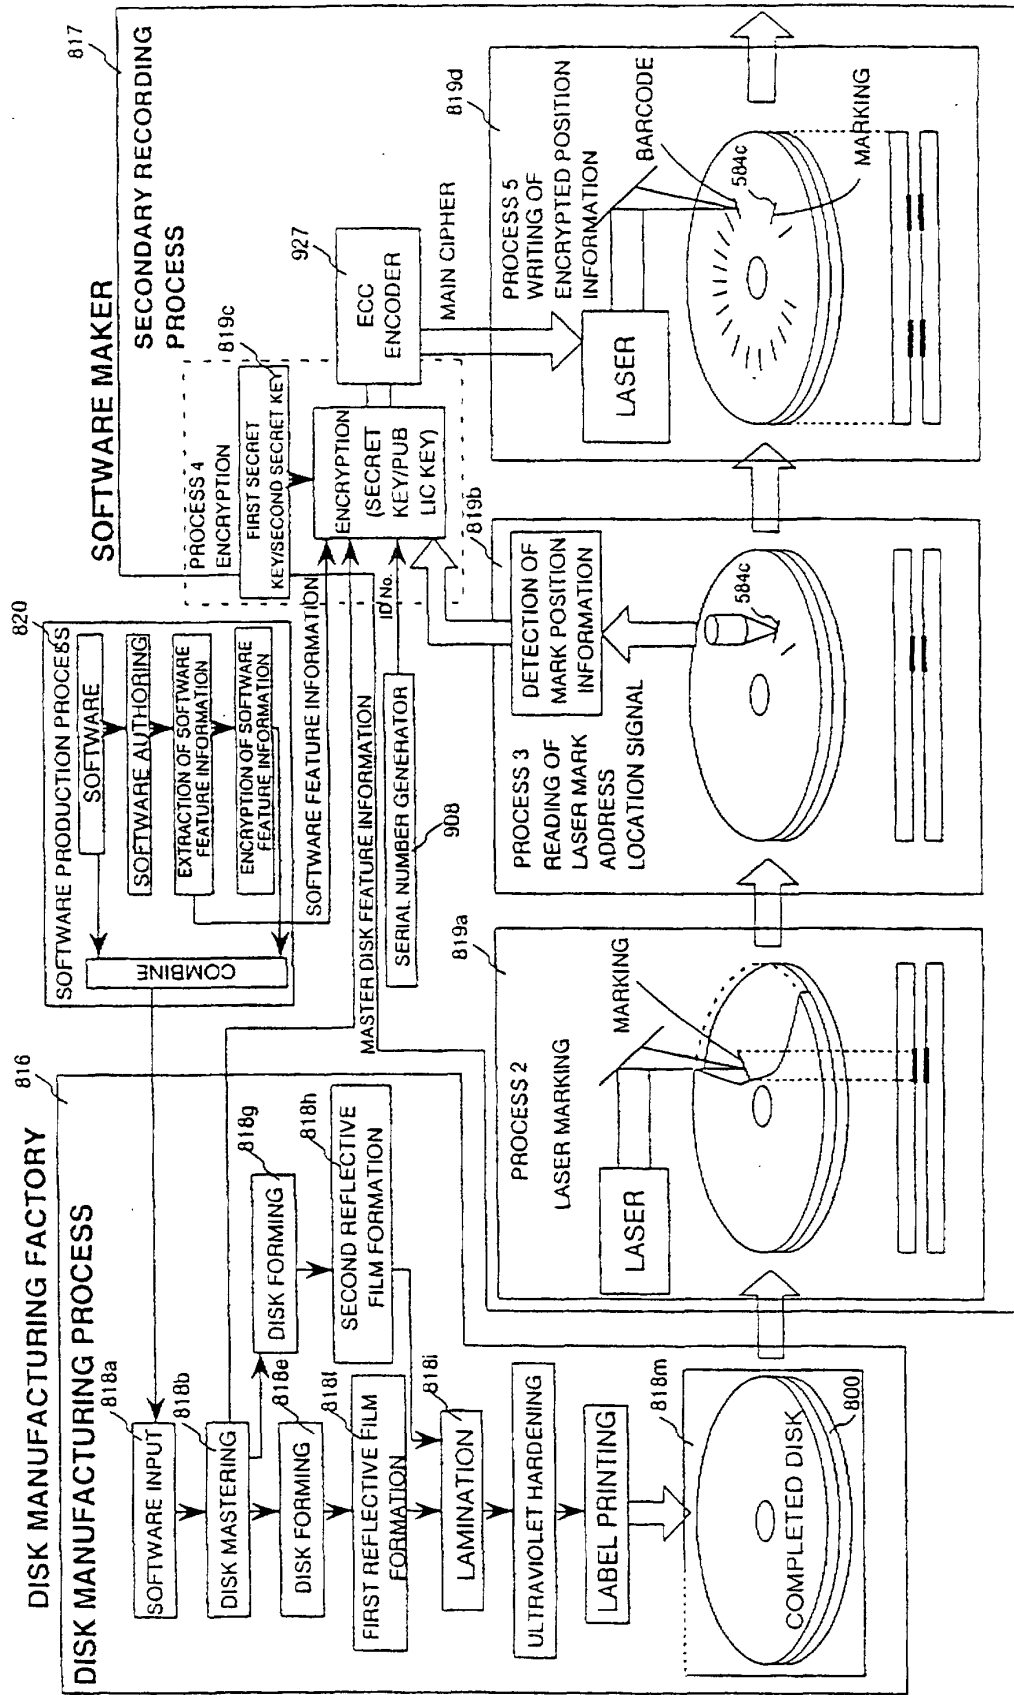 DISK MANUFACTURING FACTORY
816
DISK MANUFACTURING PROCESS
818a
SOFTWARE INPUT
818b
DISK MASTERING
818g
DISK FORMING
818e
DISK FORMING
818h
SECOND REFLECTIVE
FILM FORMATION
818f
FIRST REFLECTIVE FILM
FORMATION
818i
LAMINATION
ULTRAVIOLET HARDENING
LABEL PRINTING
818m
COMPLETED DISK
800
820
SOFTWARE PRODUCTION PROCESS
SOFTWARE
SOFTWARE AUTHORING
EXTRACTION OF SOFTWARE
FEATURE INFORMATION
ENCRYPTION OF SOFTWARE
FEATURE INFORMATION
COMBINE
SOFTWARE FEATURE INFORMATION
MASTER DISK FEATURE INFORMATION
ID No.
SERIAL NUMBER GENERATOR
908
SOFTWARE MAKER
817
SECONDARY RECORDING
PROCESS
819c
PROCESS 4
ENCRYPTION
FIRST SECRET
KEY/SECOND SECRET KEY
ENCRYPTION
(SECRET
KEY/PUB
LIC KEY)
927
ECC
ENCODER
MAIN CIPHER
819a
PROCESS 2
LASER MARKING
LASER
MARKING
819b
PROCESS 3
READING OF
LASER MARK
ADDRESS
LOCATION SIGNAL
DETECTION OF
MARK POSITION
INFORMATION
584c
819d
PROCESS 5
WRITING OF
ENCRYPTED POSITION
INFORMATION
LASER
BARCODE
584c
MARKING